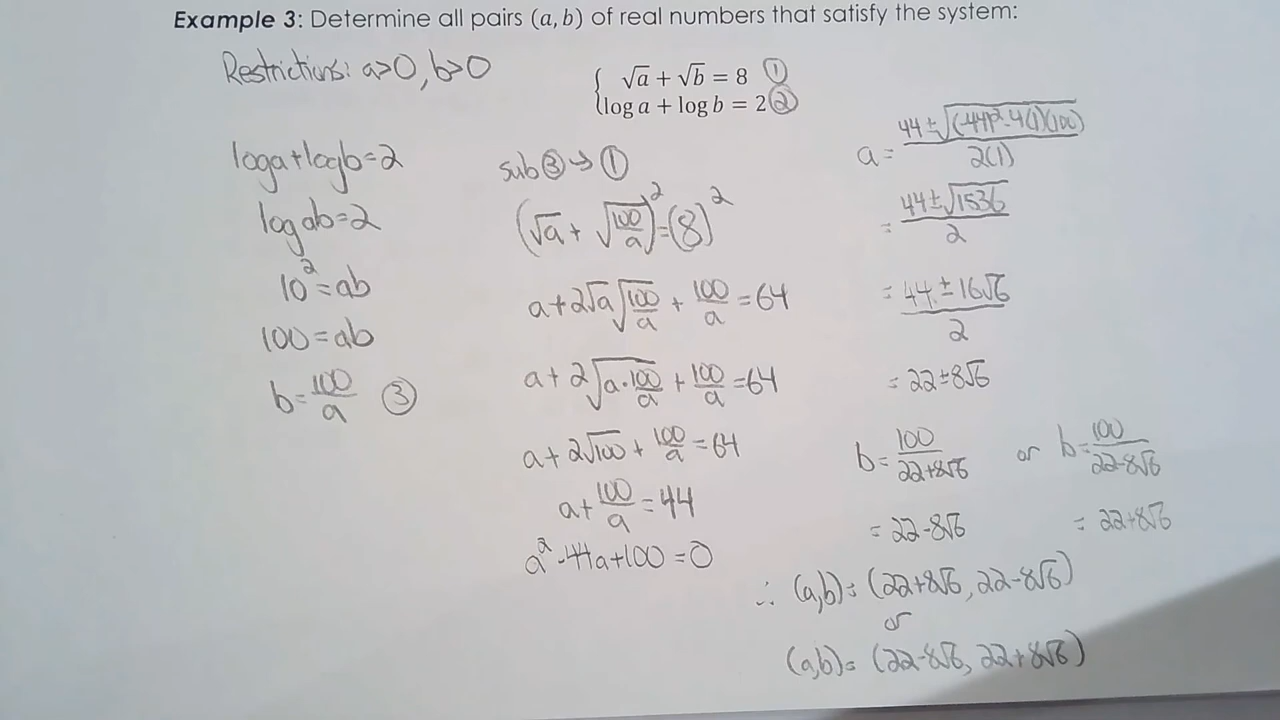 Example 3: Determine all pairs (a, b) of real numbers that satisfy the system:
Restrictions: a>0, b>0
√a + √b = 8 ①
log a + log b = 2 ②
loga+logb=2
log ab=2
10²=ab
100=ab
b=100/a ③
sub ③→①
(√a + √(100/a))²=(8)²
a+2√a√(100/a) + 100/a =64
a+2√(a·100/a) + 100/a =64
a+2√100 + 100/a =64
a+100/a=44
a²-44a+100=0
a= (44±√((-44)²-4(1)(100)))/2(1)
= (44±√1536)/2
= (44±16√6)/2
= 22±8√6
b= 100/(22+8√6) or b= 100/(22-8√6)
= 22-8√6 = 22+8√6
∴ (a,b)= (22+8√6, 22-8√6)
or
(a,b)= (22-8√6, 22+8√6)